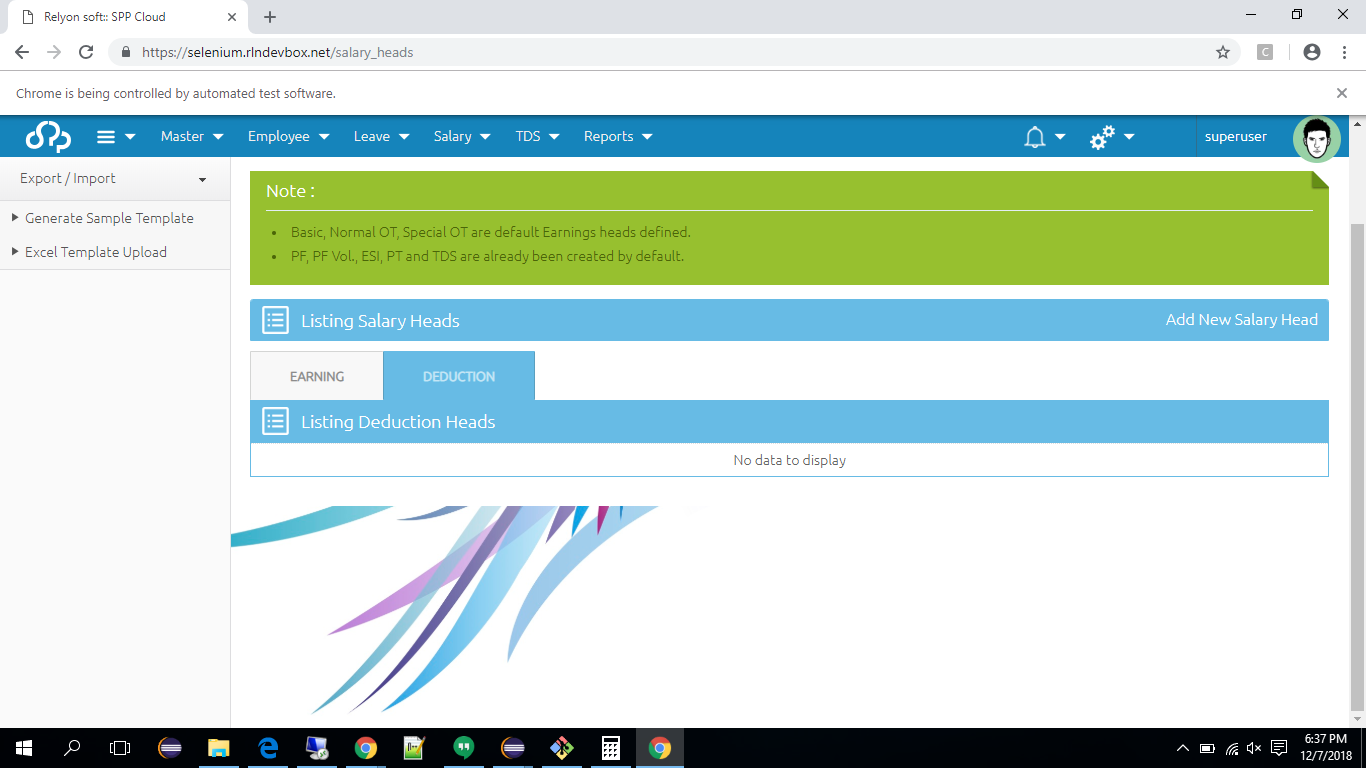 Relyon soft:: SPP Cloud
https://selenium.rlndevbox.net/salary_heads
C
Chrome is being controlled by automated test software.
spp Master Employee Leave Salary TDS Reports superuser
Export / Import
Generate Sample Template
Excel Template Upload
Note :
Basic, Normal OT, Special OT are default Earnings heads defined.
PF, PF Vol., ESI, PT and TDS are already been created by default.
Listing Salary Heads Add New Salary Head
EARNING DEDUCTION
Listing Deduction Heads
No data to display
6:37 PM
12/7/2018